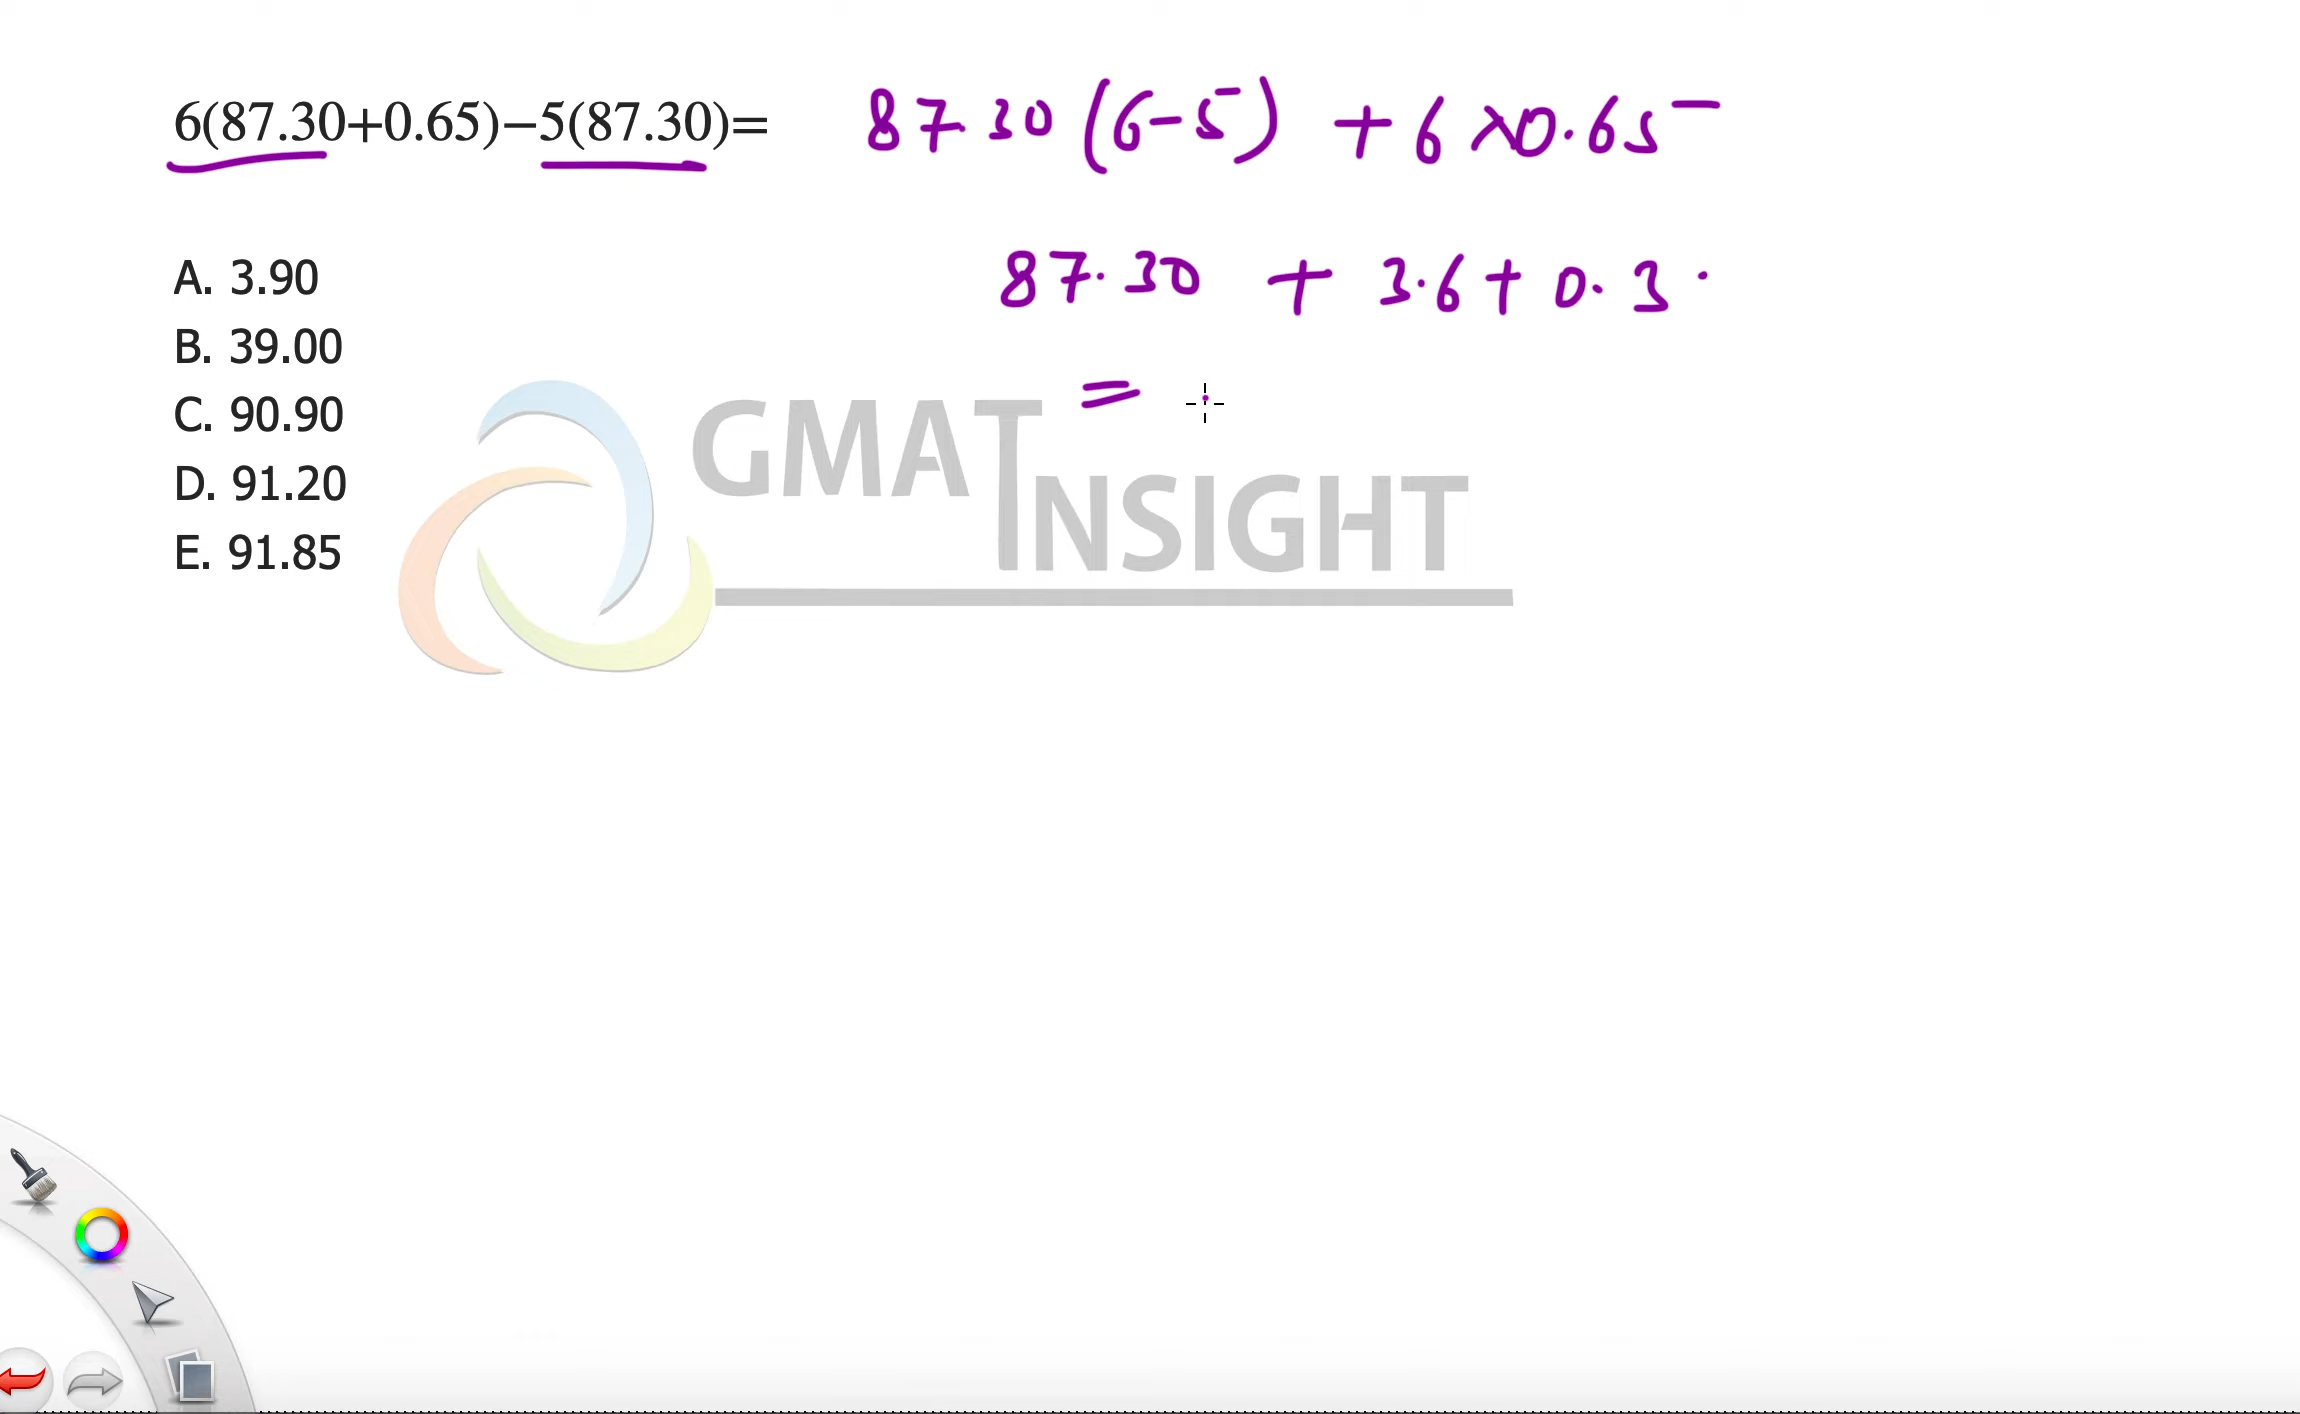 6(87.30+0.65)−5(87.30)= 87.30 (6-5) + 6 ×0.65
87.30 + 3.6 + 0.3.
=
A. 3.90
B. 39.00
C. 90.90
D. 91.20
E. 91.85
GMAT INSIGHT